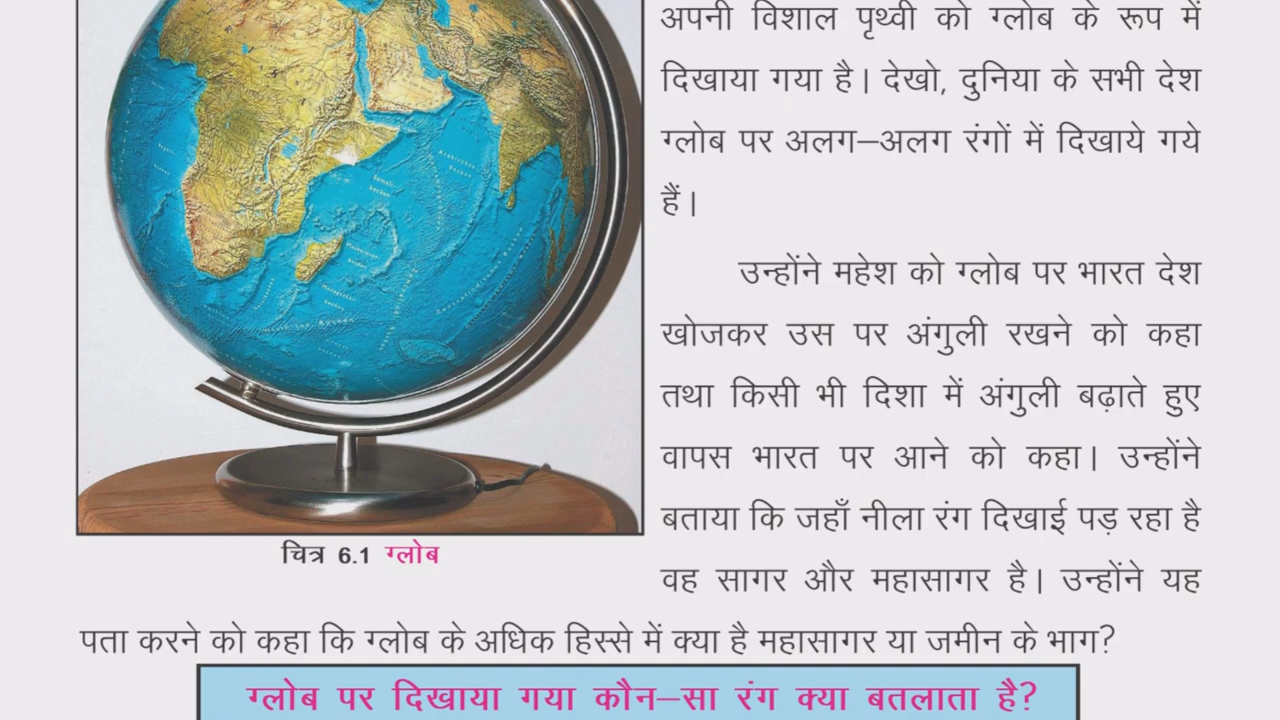 अपनी विशाल पृथ्वी को ग्लोब के रूप में
दिखाया गया है। देखो, दुनिया के सभी देश
ग्लोब पर अलग–अलग रंगों में दिखाये गये
हैं।
उन्होंने महेश को ग्लोब पर भारत देश
खोजकर उस पर अंगुली रखने को कहा
तथा किसी भी दिशा में अंगुली बढ़ाते हुए
वापस भारत पर आने को कहा। उन्होंने
बताया कि जहाँ नीला रंग दिखाई पड़ रहा है
वह सागर और महासागर है। उन्होंने यह
चित्र 6.1 ग्लोब
पता करने को कहा कि ग्लोब के अधिक हिस्से में क्या है महासागर या जमीन के भाग?
ग्लोब पर दिखाया गया कौन–सा रंग क्या बतलाता है?